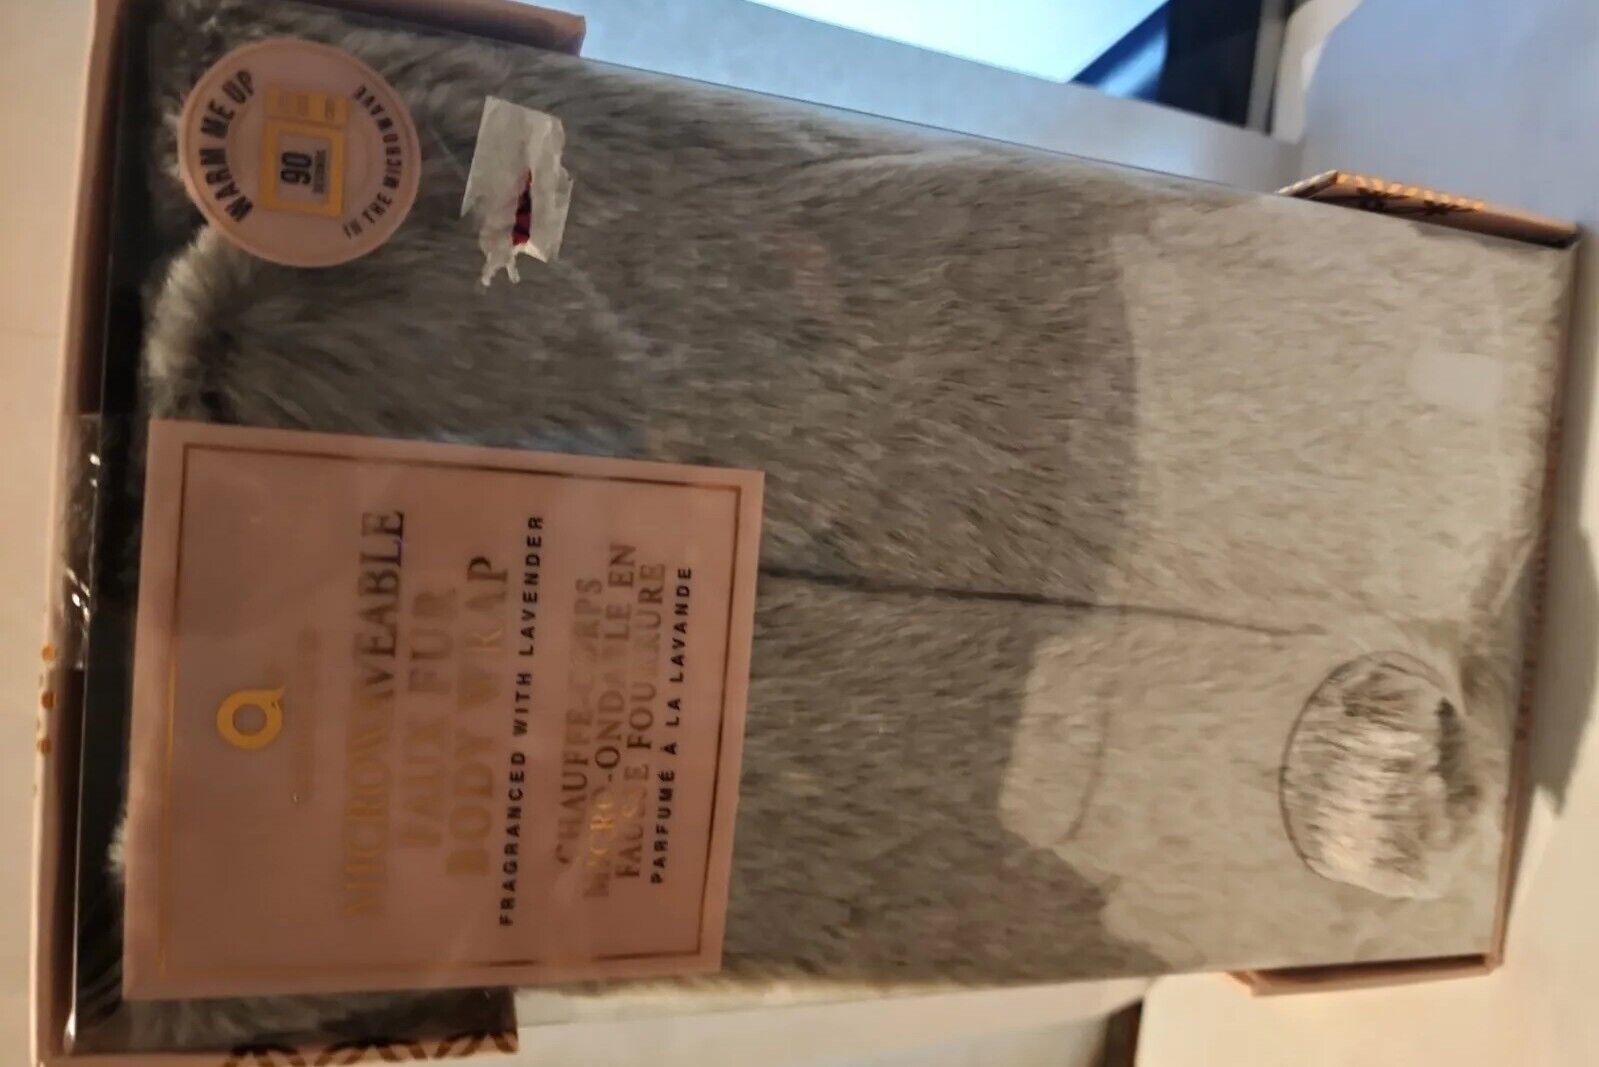 WARM ME UP
90
SECONDS
IN THE MICROWAVE
MICROWAVEABLE
FAUX FUR
BODY WRAP
FRAGRANCED WITH LAVENDER
CHAUFFE-CORPS
MICRO-ONDABLE EN
FAUSSE FOURRURE
PARFUMÉ À LA LAVANDE